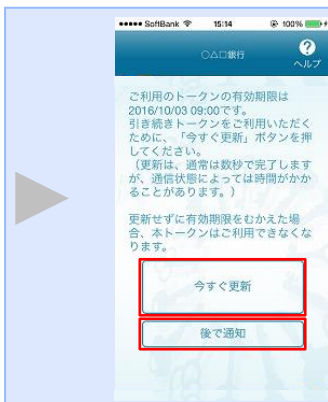 SoftBank 15:14 100%
○△□銀行
?
ヘルプ
ご利用のトークンの有効期限は
2016/10/03 09:00です。
引き続きトークンをご利用いただく
ために、「今すぐ更新」ボタンを押
してください。
(更新は、通常は数秒で完了します
が、通信状態によっては時間がかか
ることがあります。)
更新せずに有効期限をむかえた場
合、本トークンはご利用できなくな
ります。
今すぐ更新
後で通知